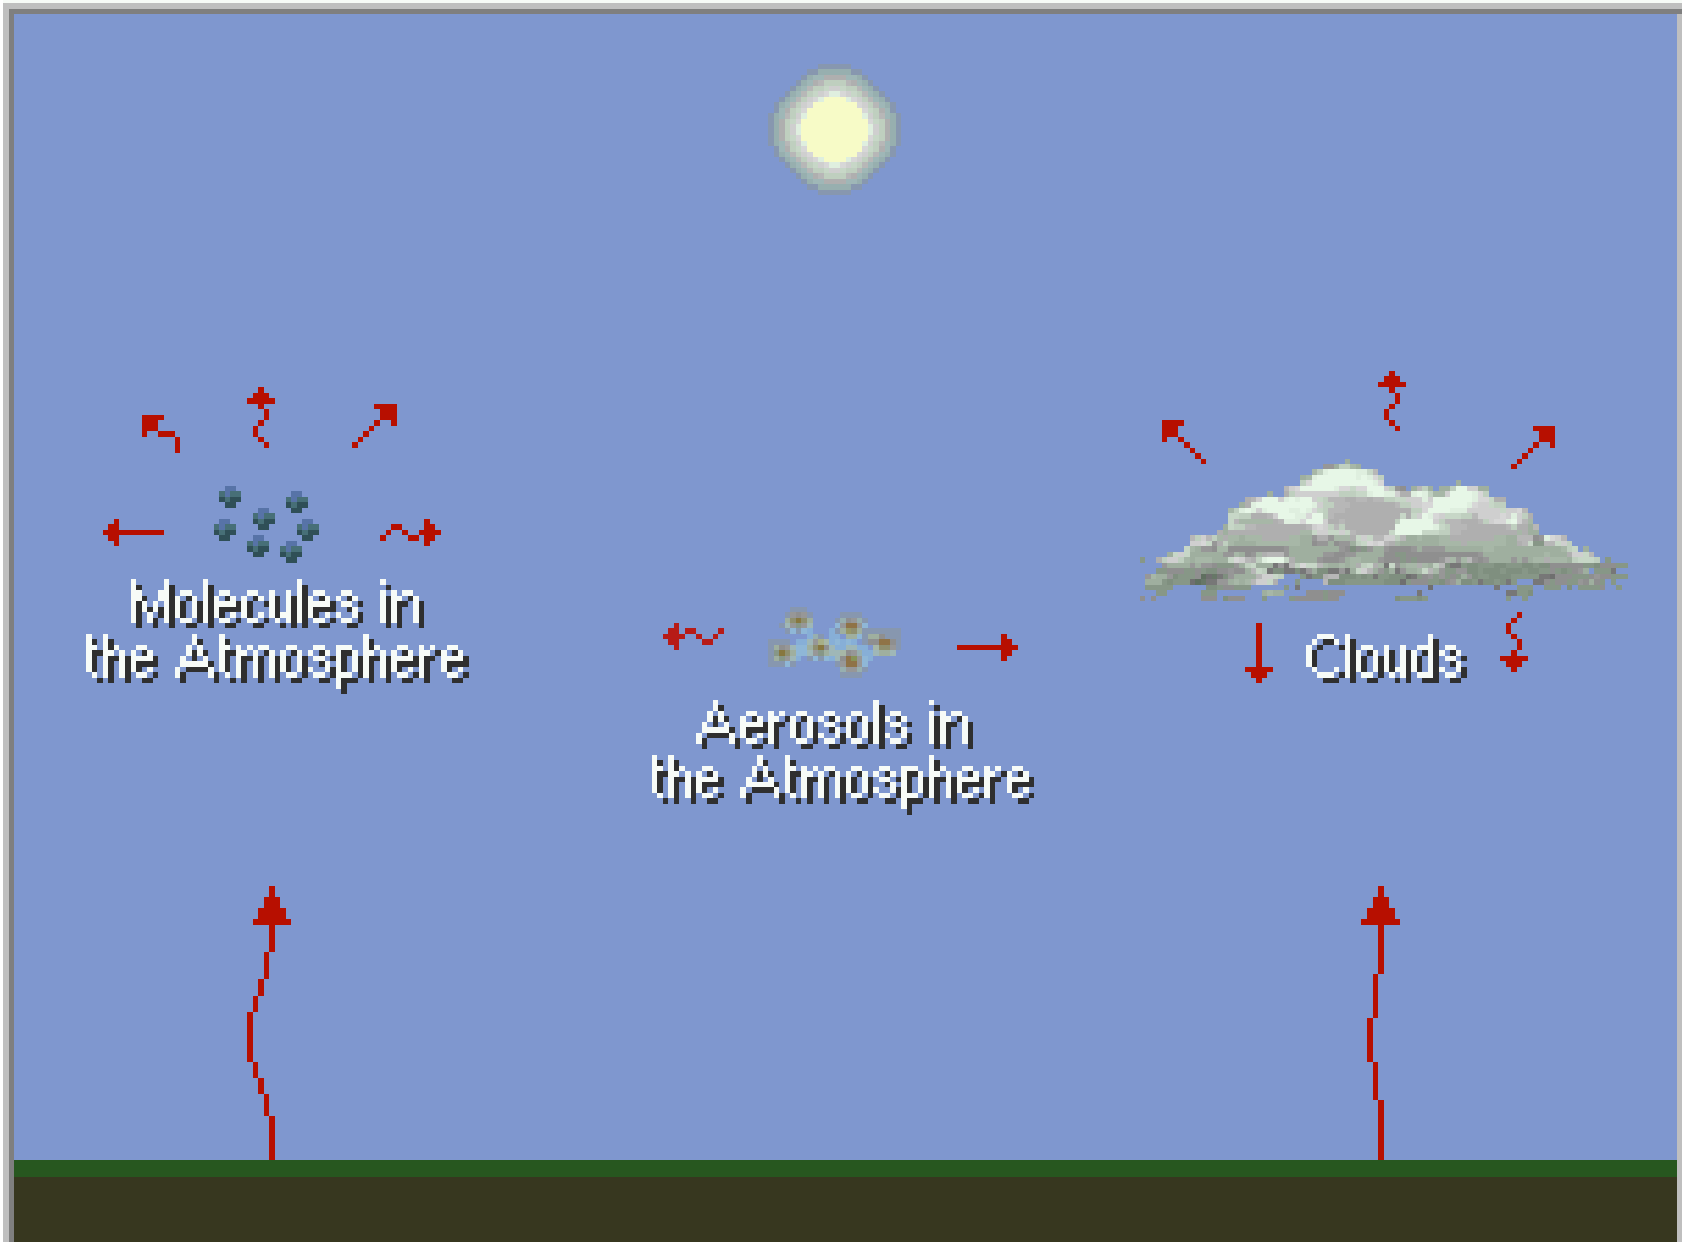 Molecules in
the Atmosphere
Aerosols in
the Atmosphere
Clouds